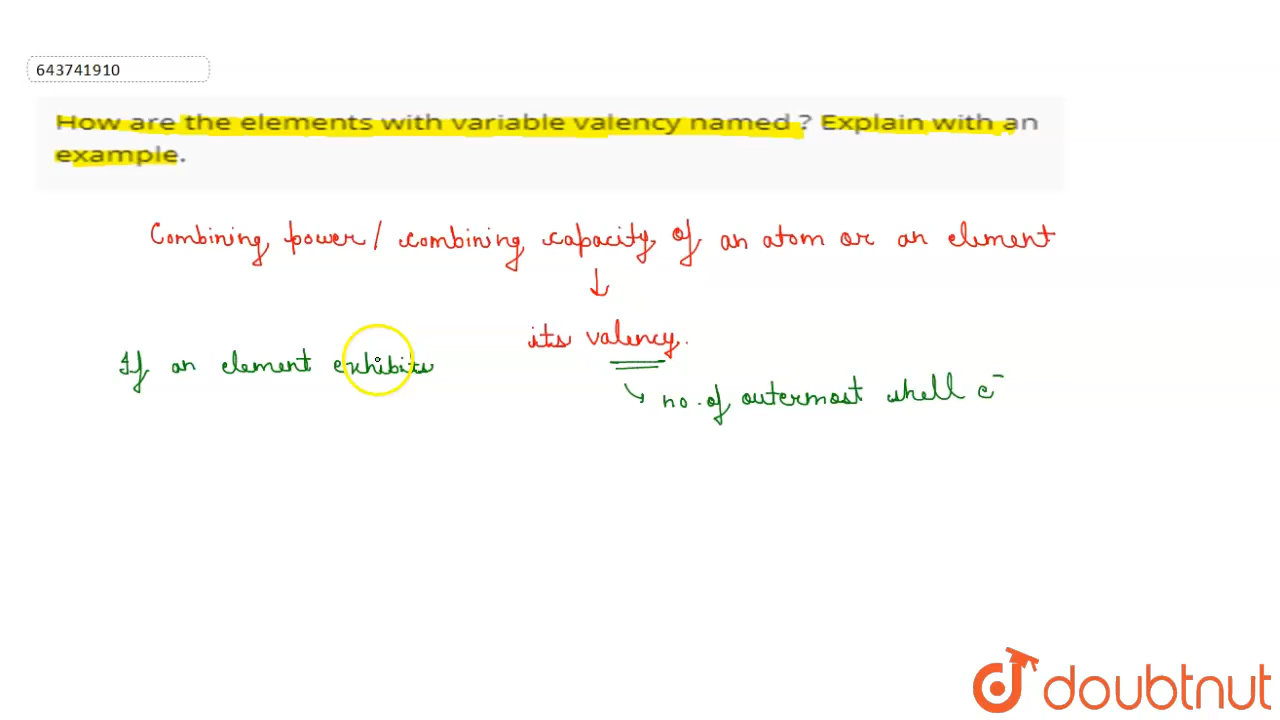 643741910
How are the elements with variable valency named ? Explain with an
example.
Combining power / combining capacity of an atom or an element
↓
its valency.
If an element exhibits
↘ no. of outermost shell e⁻
doubtnut